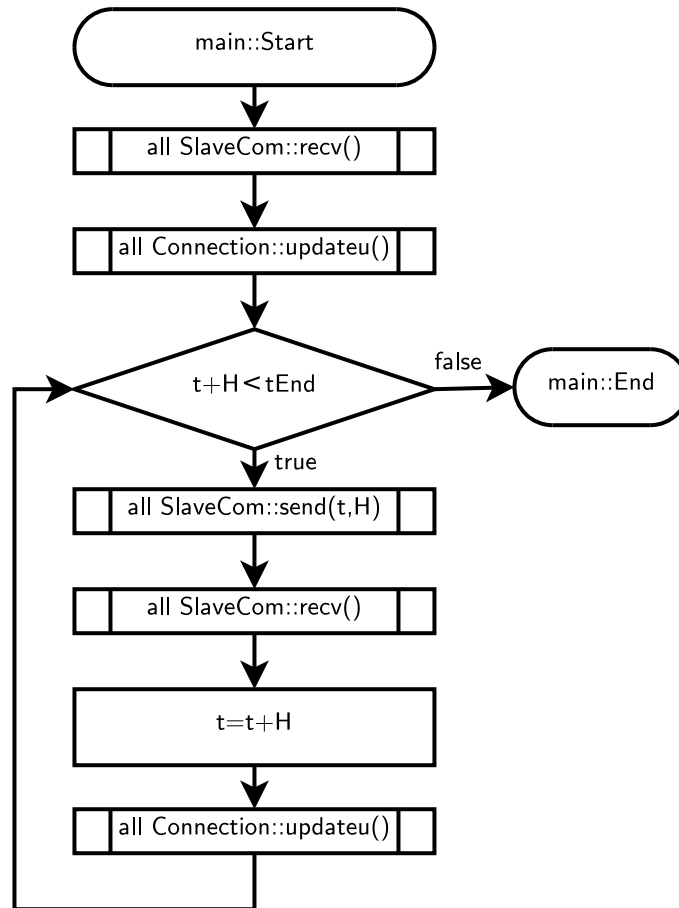 main::Start
all SlaveCom::recv()
all Connection::updateu()
t+H<tEnd
false
main::End
true
all SlaveCom::send(t,H)
all SlaveCom::recv()
t=t+H
all Connection::updateu()